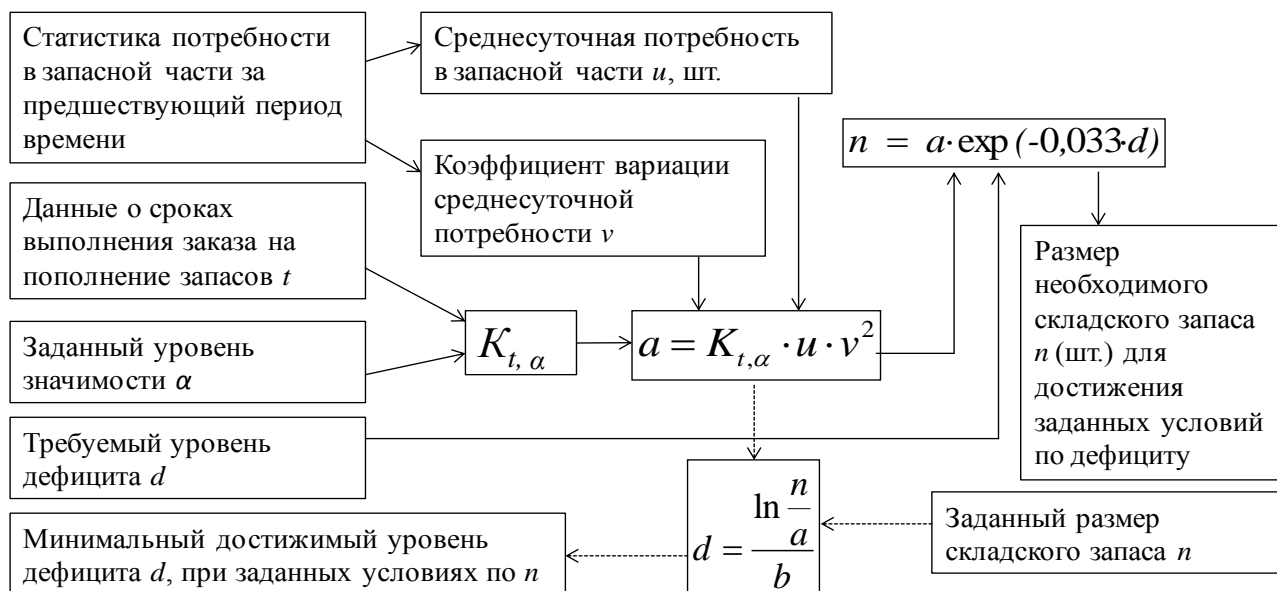 Статистика потребности
в запасной части за
предшествующий период
времени
Среднесуточная потребность
в запасной части u, шт.
Коэффициент вариации
среднесуточной
потребности v
n = a·exp(-0,033·d)
Данные о сроках
выполнения заказа на
пополнение запасов t
Размер
необходимого
складского запаса
n (шт.) для
достижения
заданных условий
по дефициту
Заданный уровень
значимости α
K_{t, α}
a = K_{t,α} · u · v²
Требуемый уровень
дефицита d
d = \frac{\ln \frac{n}{a}}{b}
Заданный размер
складского запаса n
Минимальный достижимый уровень
дефицита d, при заданных условиях по n